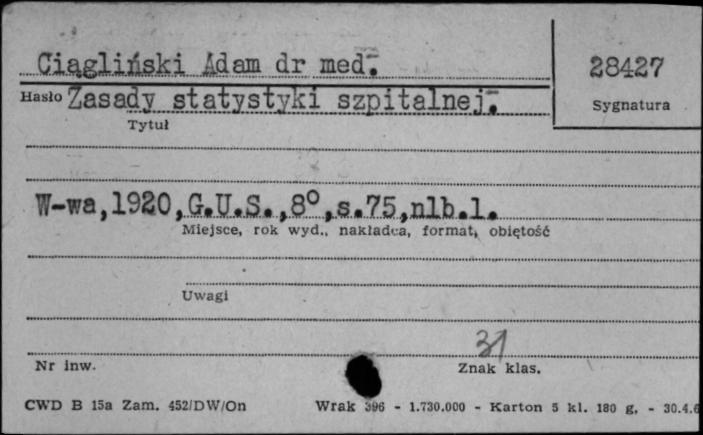 Ciągliński Adam dr med.
28427
Hasło Zasady statystyki szpitalnej.
Sygnatura
Tytuł
W-wa,1920,G.U.S.,8°,s.75,nlb.1.
Miejsce, rok wyd., nakładca, format, objętość
Uwagi
31
Nr inw.
Znak klas.
CWD B 15a Zam. 452/DW/On Wrak 396 - 1.730.000 - Karton 5 kl. 180 g. - 30.4.6